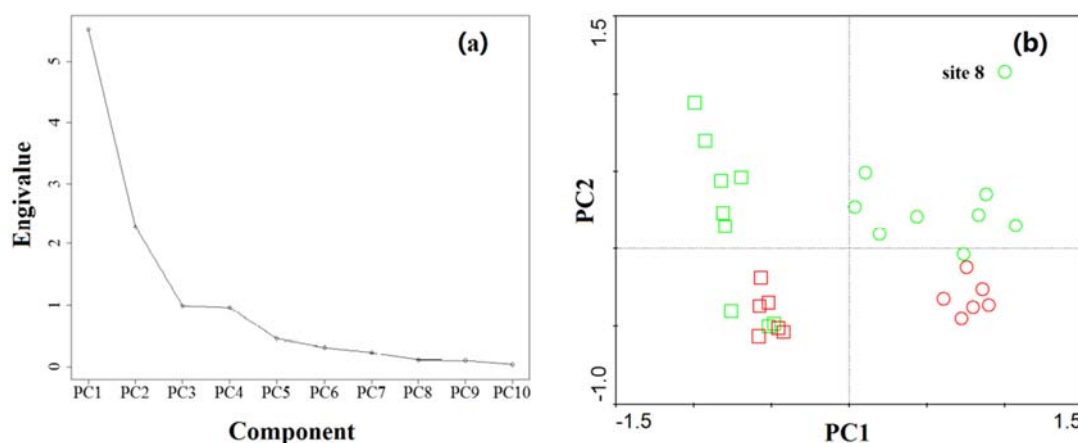 (a)
Engivalue
5
4
3
2
1
0
PC1 PC2 PC3 PC4 PC5 PC6 PC7 PC8 PC9 PC10
Component
(b)
site 8
1.5
PC2
-1.0
-1.5 PC1 1.5